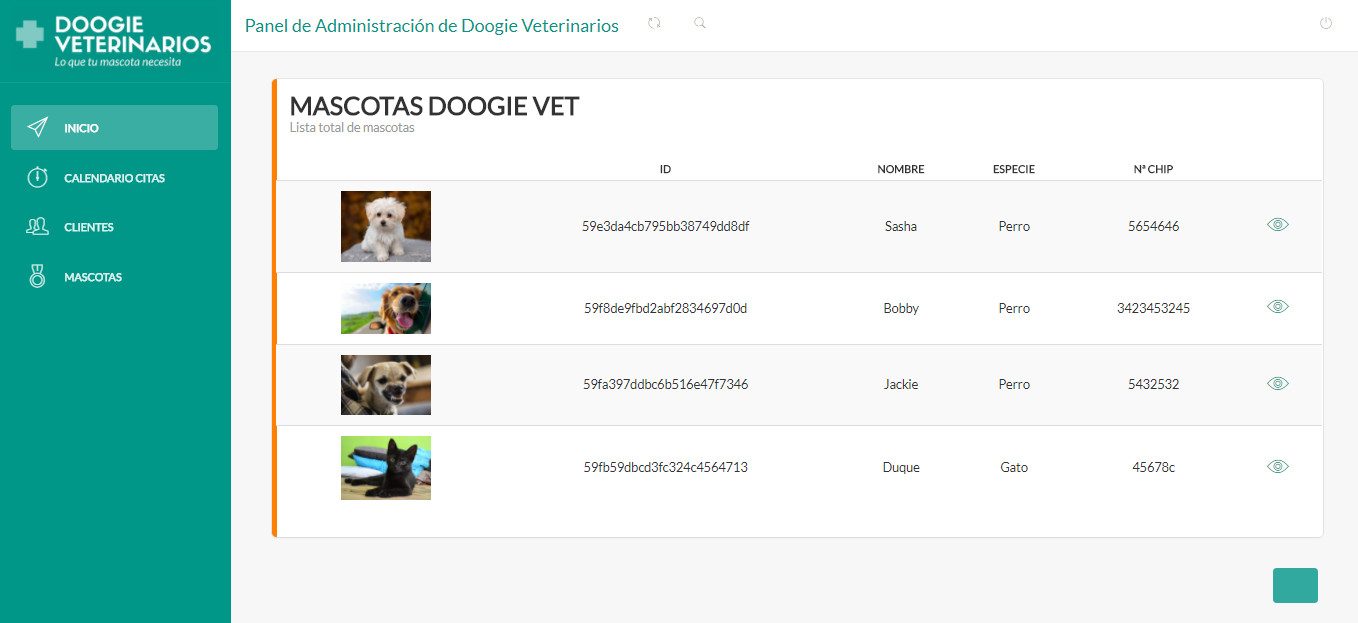 DOOGIE
VETERINARIOS
Lo que tu mascota necesita
Panel de Administración de Doogie Veterinarios
INICIO
CALENDARIO CITAS
CLIENTES
MASCOTAS
MASCOTAS DOOGIE VET
Lista total de mascotas
ID NOMBRE ESPECIE Nª CHIP
59e3da4cb795bb38749dd8df Sasha Perro 5654646
59f8de9fbd2abf2834697d0d Bobby Perro 3423453245
59fa397ddbc6b516e47f7346 Jackie Perro 5432532
59fb59dbcd3fc324c4564713 Duque Gato 45678c